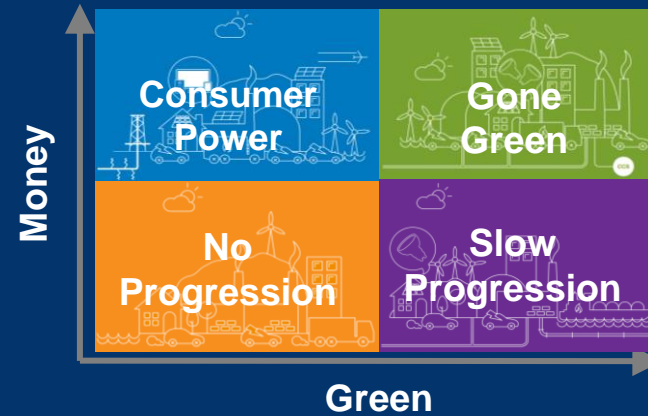 Money
Consumer
Power
Gone
Green
No
Progression
Slow
Progression
Green